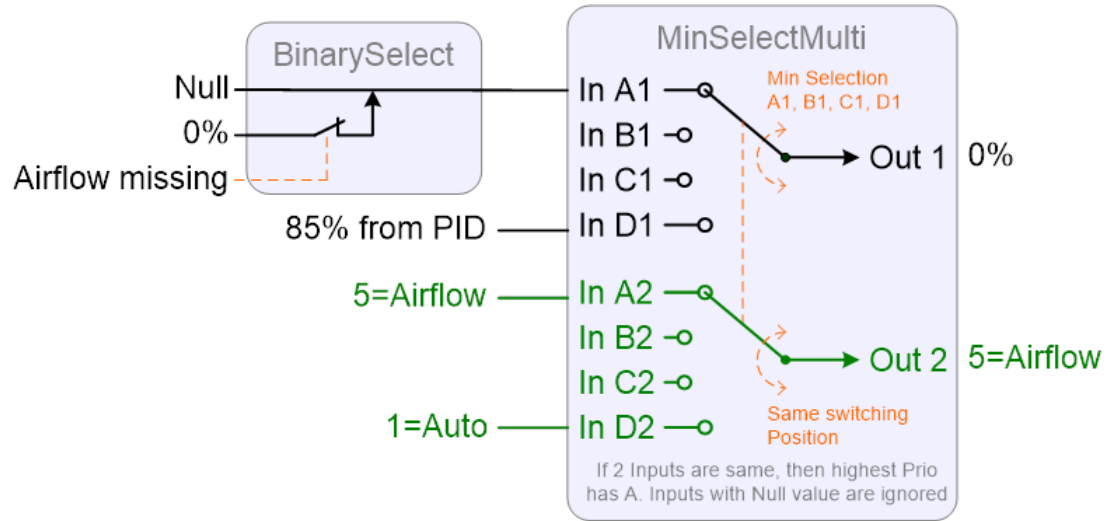 BinarySelect
Null
0%
Airflow missing
MinSelectMulti
In A1
In B1
In C1
85% from PID
In D1
Min Selection
A1, B1, C1, D1
Out 1
0%
5=Airflow
In A2
In B2
In C2
1=Auto
In D2
Out 2
5=Airflow
Same switching
Position
If 2 Inputs are same, then highest Prio
has A. Inputs with Null value are ignored